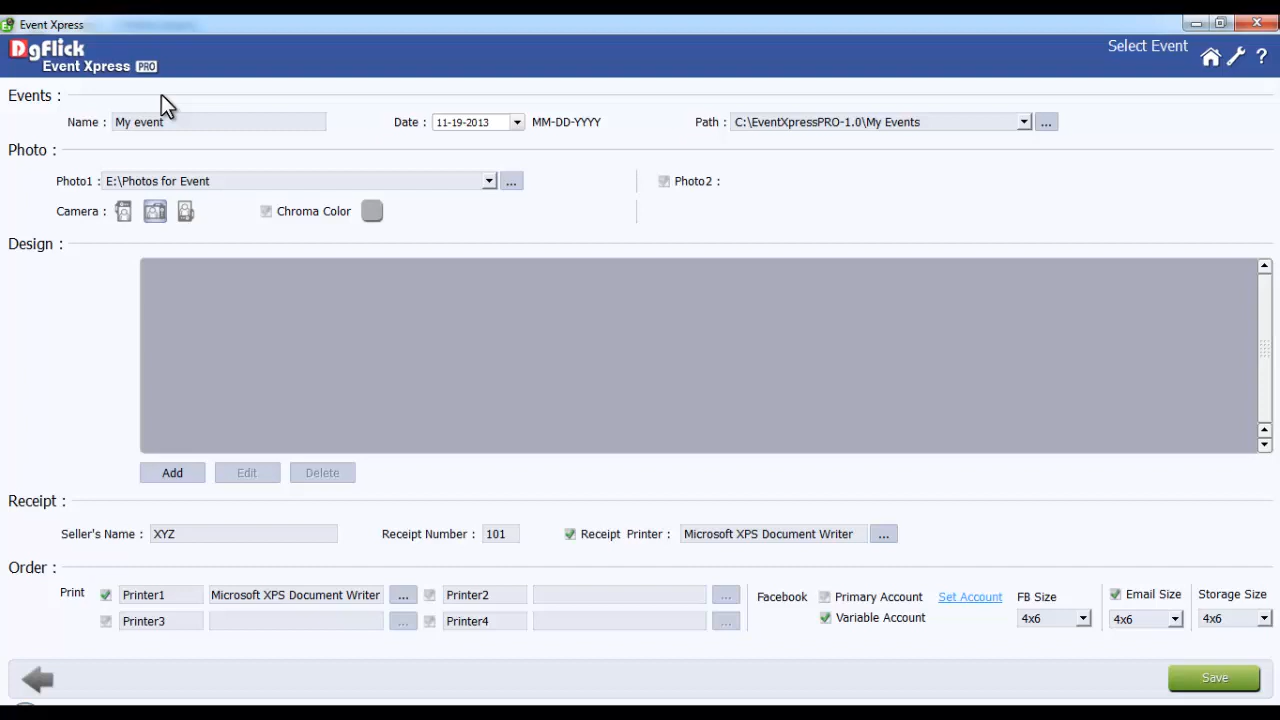 Event Xpress
DgFlick
Event Xpress PRO
Select Event
?
Events :
Name : My event
Date : 11-19-2013 MM-DD-YYYY
Path : C:\EventXpressPRO-1.0\My Events ...
Photo :
Photo1 : E:\Photos for Event ...
Photo2 :
Camera :
Chroma Color
Design :
Add Edit Delete
Receipt :
Seller's Name : XYZ
Receipt Number : 101
Receipt Printer : Microsoft XPS Document Writer ...
Order :
Print Printer1 Microsoft XPS Document Writer ... Printer2 ...
Printer3 ... Printer4 ...
Facebook Primary Account Set Account
Variable Account
FB Size
4x6
Email Size
4x6
Storage Size
4x6
Save